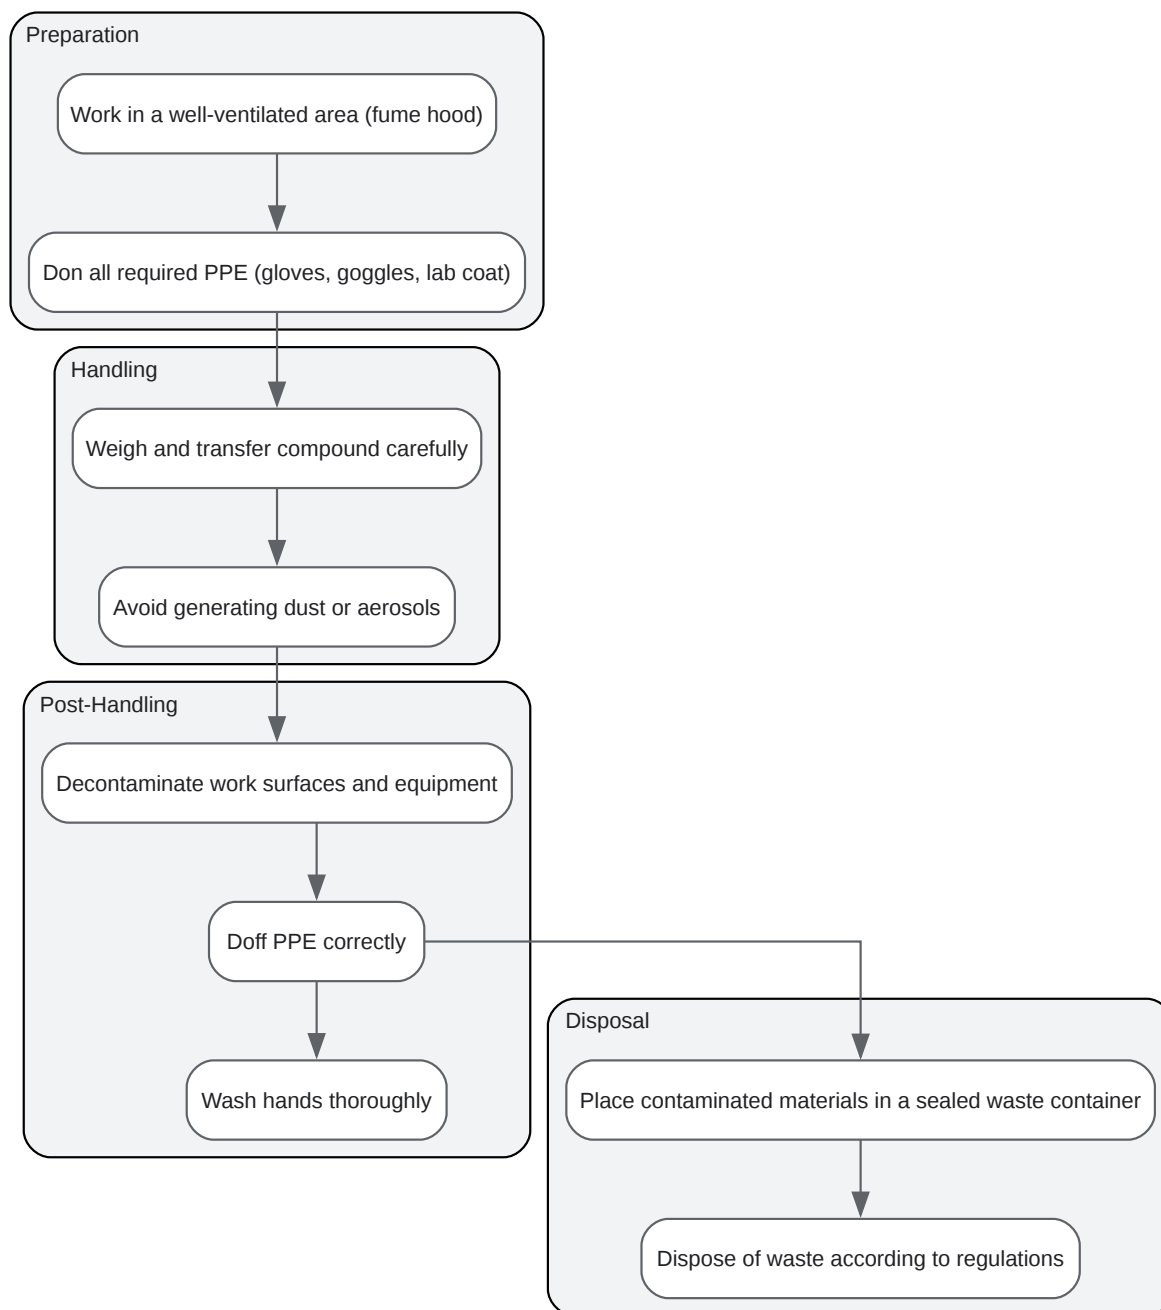 Preparation
Work in a well-ventilated area (fume hood)
Don all required PPE (gloves, goggles, lab coat)
Handling
Weigh and transfer compound carefully
Avoid generating dust or aerosols
Post-Handling
Decontaminate work surfaces and equipment
Doff PPE correctly
Wash hands thoroughly
Disposal
Place contaminated materials in a sealed waste container
Dispose of waste according to regulations